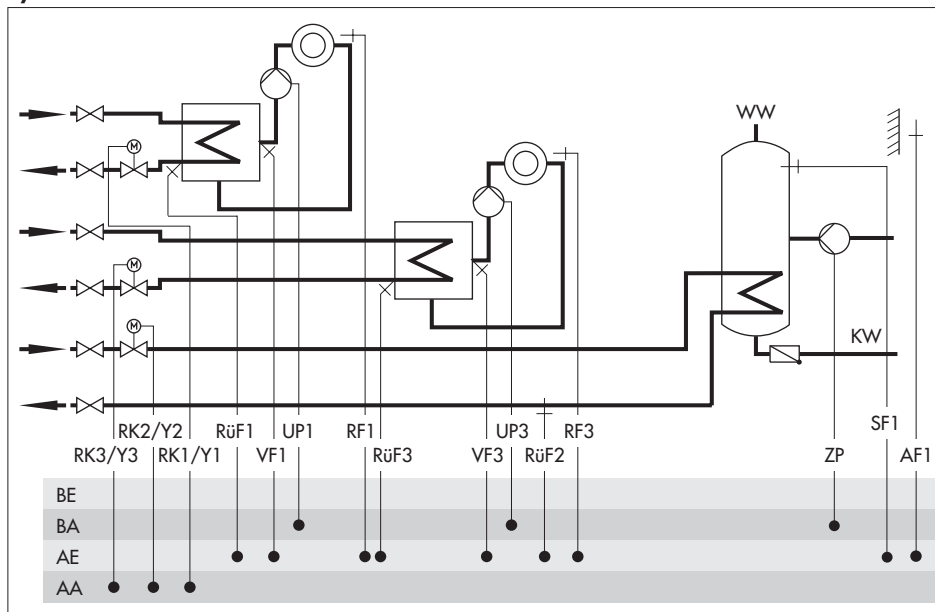 M
M
M
WW
KW
RK3/Y3
RK2/Y2
RK1/Y1
RüF1
VF1
UP1
RF1
RüF3
VF3
UP3
RüF2
RF3
ZP
SF1
AF1
BE
BA
AE
AA